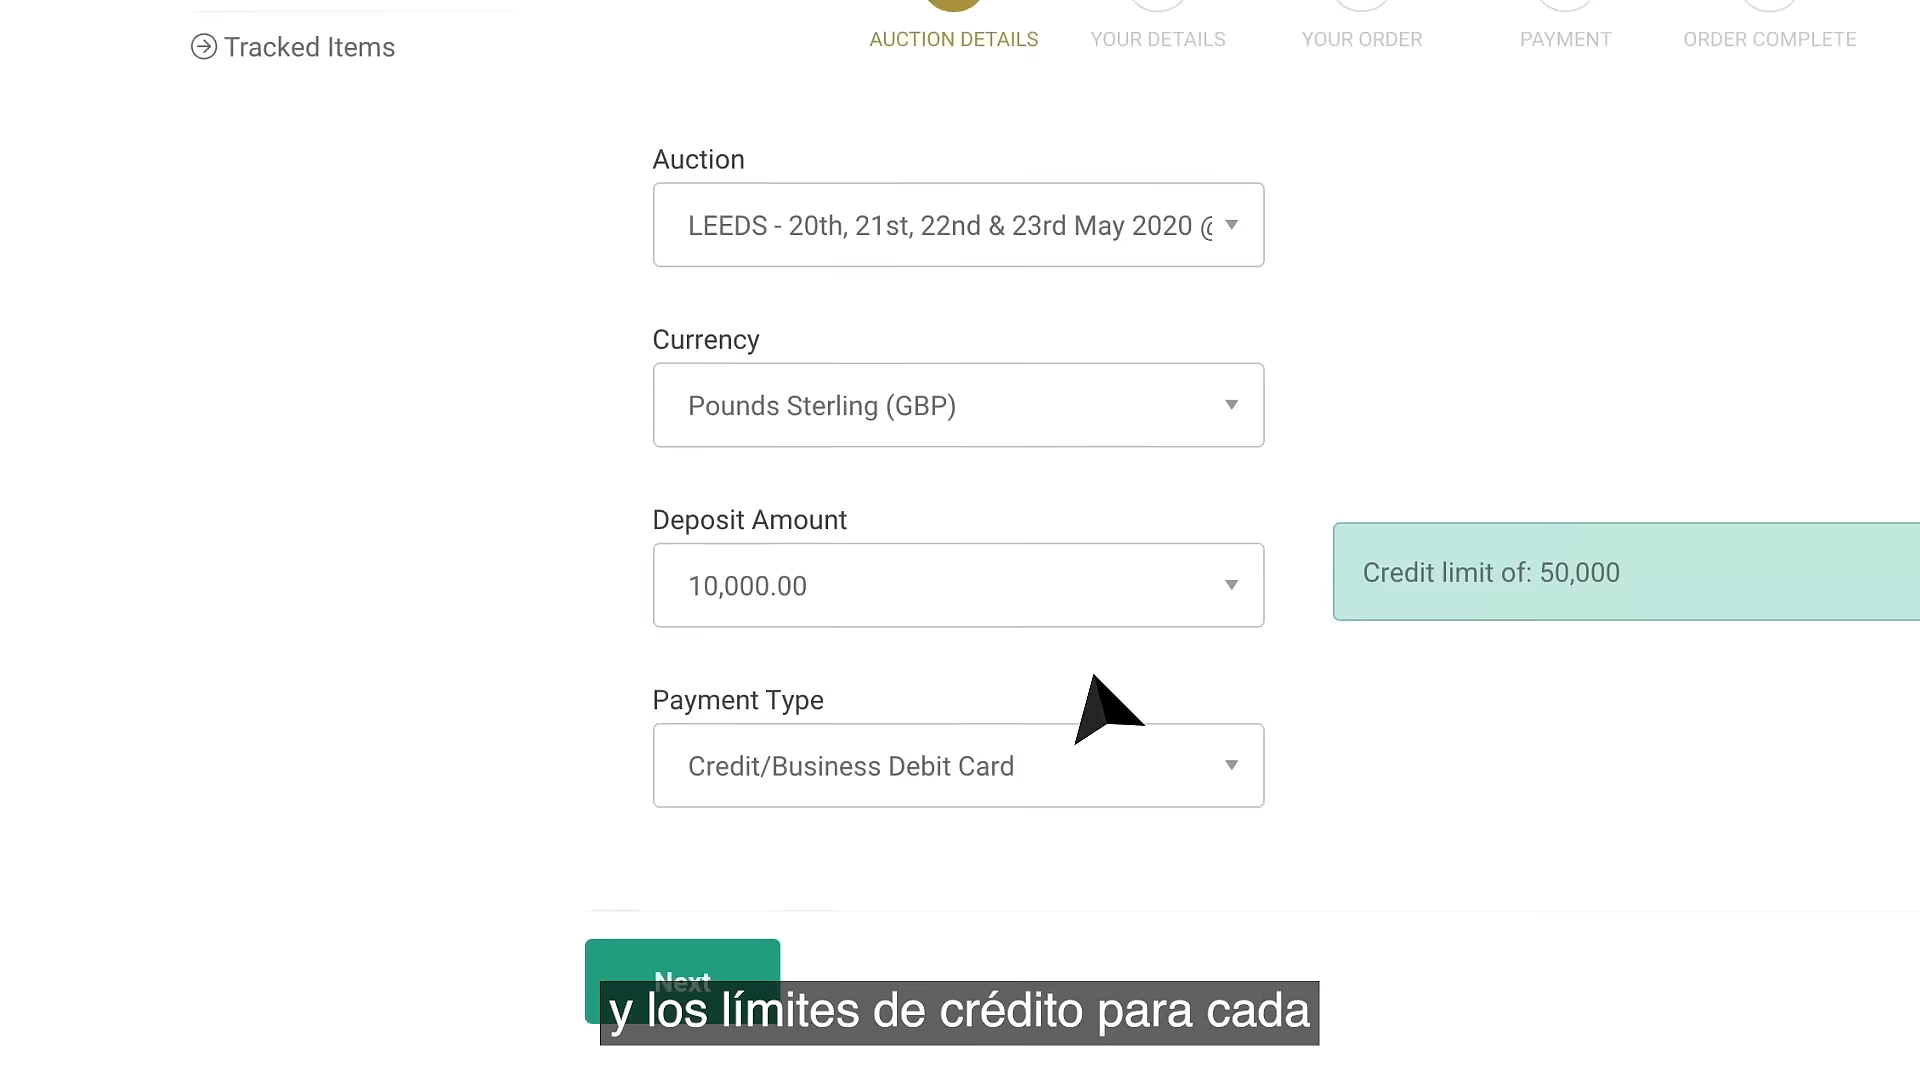 Tracked Items
AUCTION DETAILS
YOUR DETAILS
YOUR ORDER
PAYMENT
ORDER COMPLETE
Auction
LEEDS - 20th, 21st, 22nd & 23rd May 2020 @
Currency
Pounds Sterling (GBP)
Deposit Amount
10,000.00
Credit limit of: 50,000
Payment Type
Credit/Business Debit Card
Next
y los límites de crédito para cada